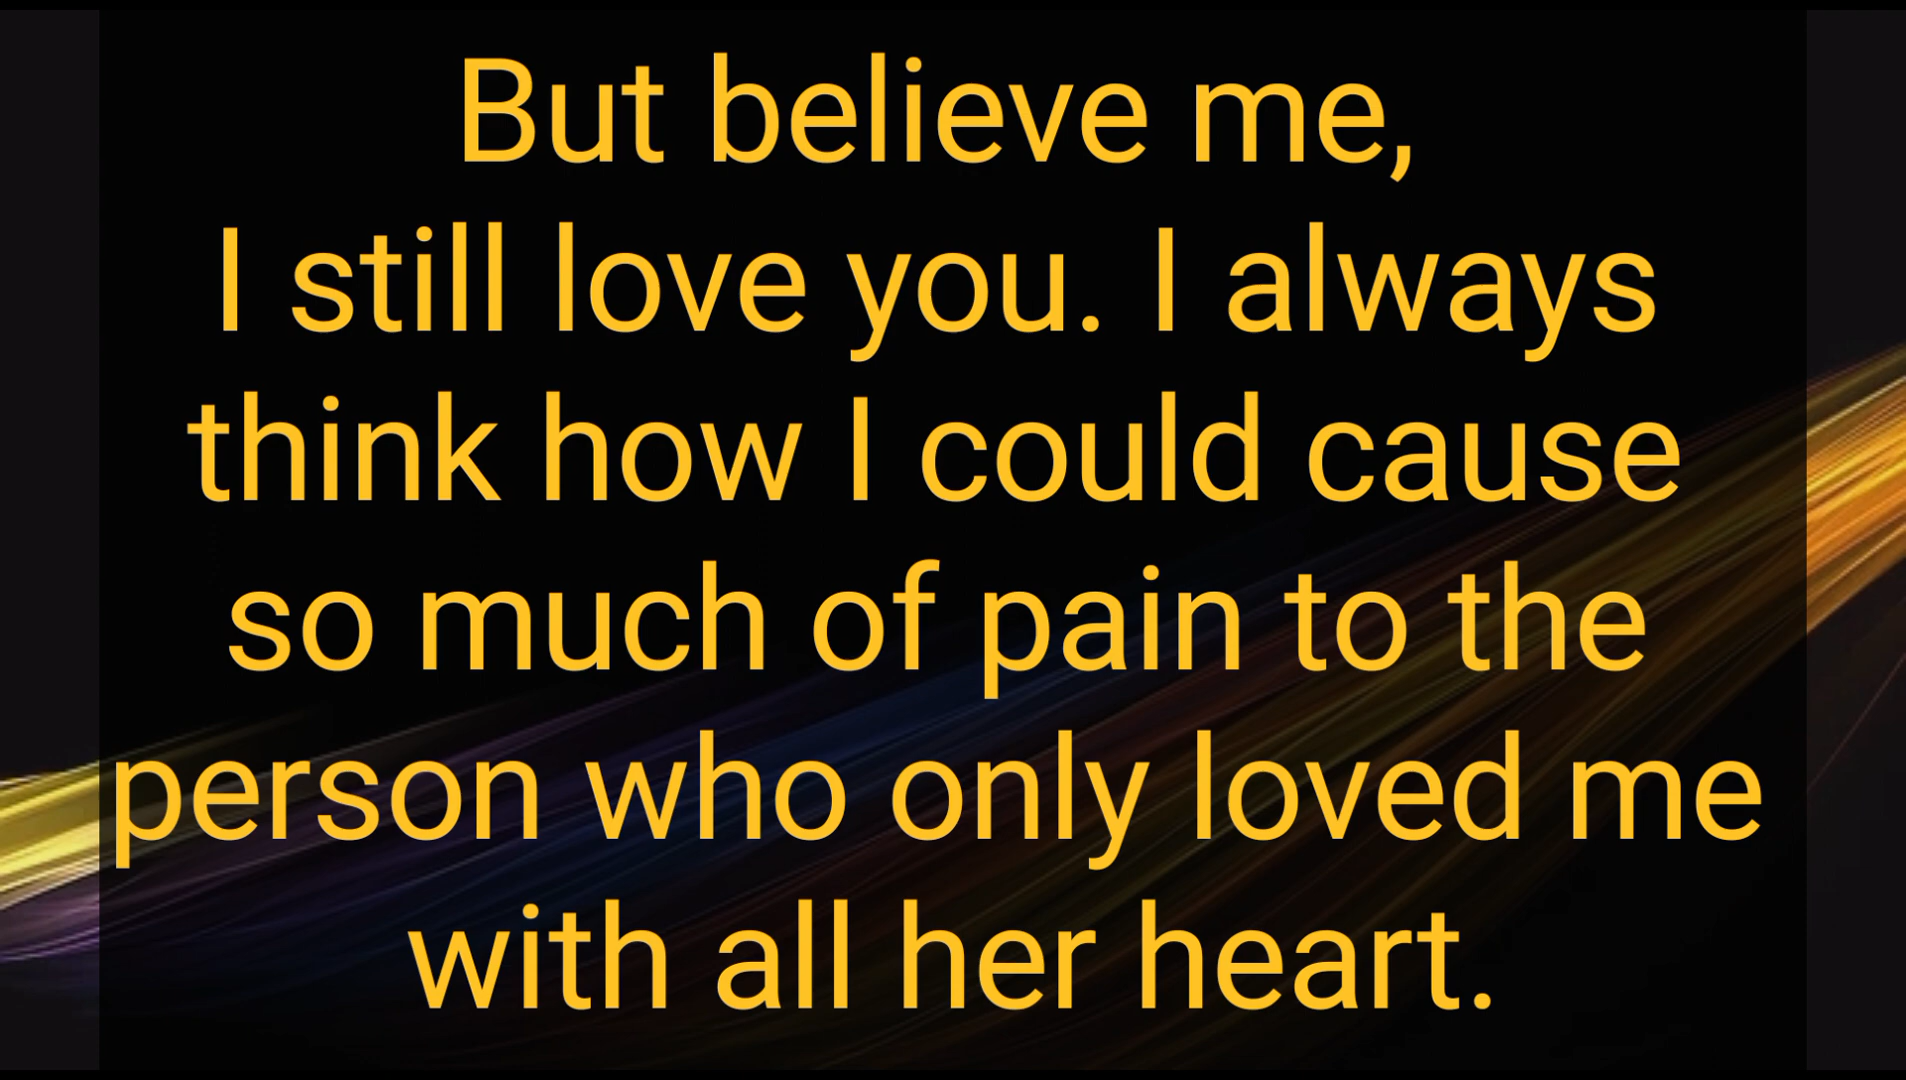 But believe me,
I still love you. I always
think how I could cause
so much of pain to the
person who only loved me
with all her heart.